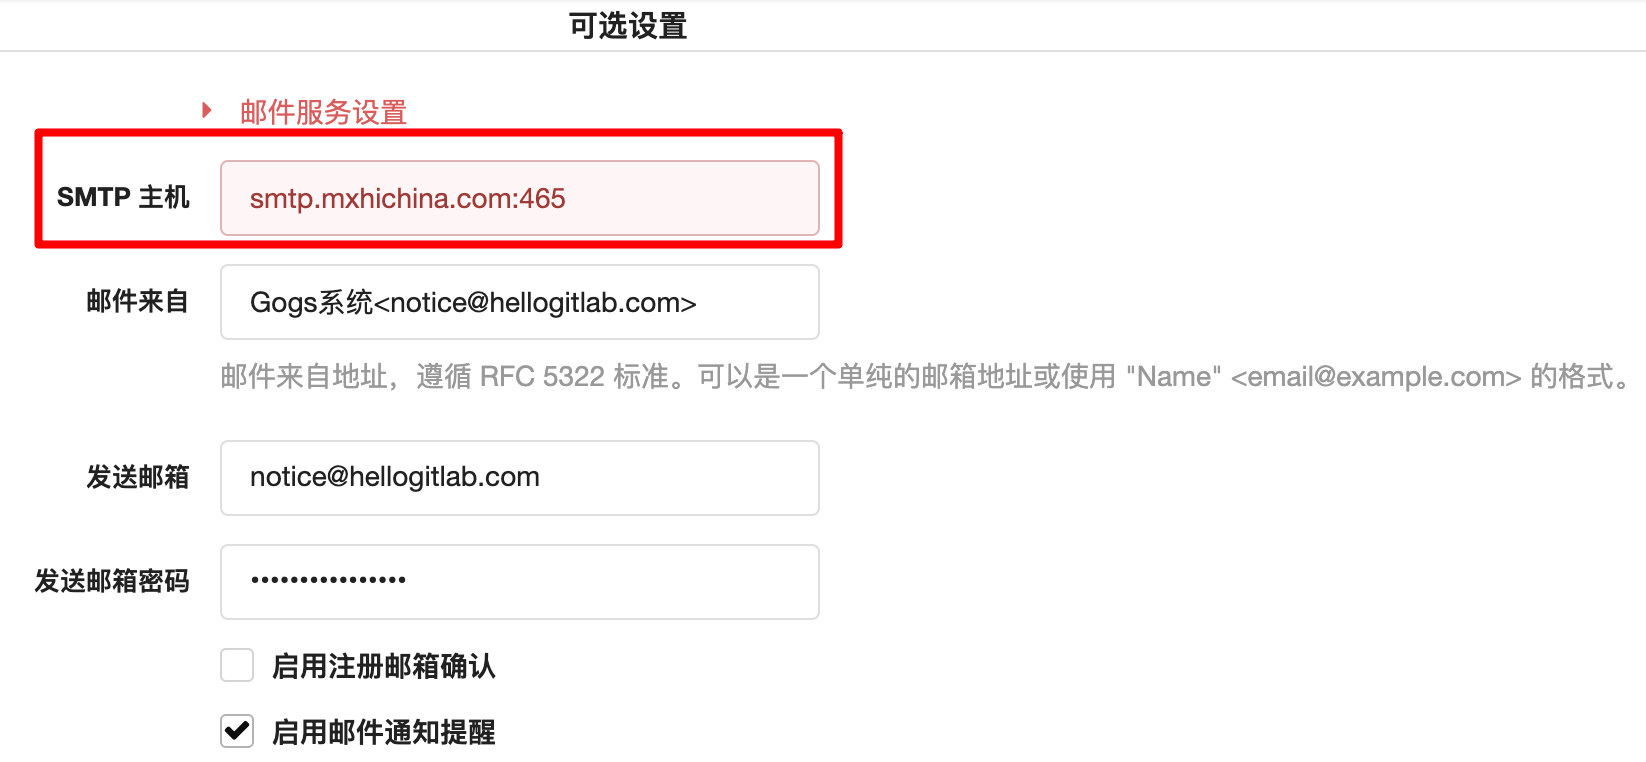 可选设置
邮件服务设置
SMTP 主机
smtp.mxhichina.com:465
邮件来自
Gogs系统<notice@hellogitlab.com>
邮件来自地址，遵循 RFC 5322 标准。可以是一个单纯的邮箱地址或使用 "Name" <email@example.com> 的格式。
发送邮箱
notice@hellogitlab.com
发送邮箱密码
••••••••••••••••
启用注册邮箱确认
启用邮件通知提醒